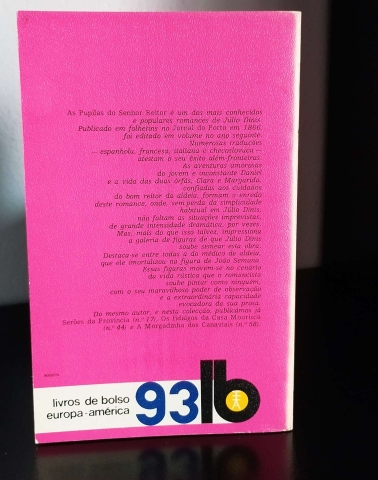 As Pupilas do Senhor Reitor é um dos mais conhecidos
e populares romances de Júlio Dinis.
Publicado em folhetins no Jornal do Porto em 1866,
foi editado em volume no ano seguinte.
Numerosas traduções
— espanhola, francesa, italiana e checoslovaca —
atestam o seu êxito além-fronteiras.
As aventuras amorosas
do jovem e inconstante Daniel
e a vida das duas órfãs, Clara e Margarida,
confiadas aos cuidados
do bom reitor da aldeia, formam o enredo
deste romance, onde, sem perda da simplicidade
habitual em Júlio Dinis,
não faltam as situações imprevistas,
de grande intensidade dramática, por vezes.
Mas, mais do que isso talvez, impressiona
a galeria de figuras de que Júlio Dinis
soube semear esta obra.
Destaca-se entre todas a do médico de aldeia,
que ele imortalizou na figura de João Semana.
Essas figuras movem-se no cenário
da vida rústica que o romancista
soube pintar como ninguém,
com o seu maravilhoso poder de observação
e a extraordinária capacidade
evocadora da sua prosa.
Do mesmo autor, e nesta colecção, publicámos já
Serões da Província (n.º 17), Os Fidalgos da Casa Mourisca
(n.º 44) e A Morgadinha dos Canaviais (n.º 58).
livros de bolso
europa-américa
93
lb